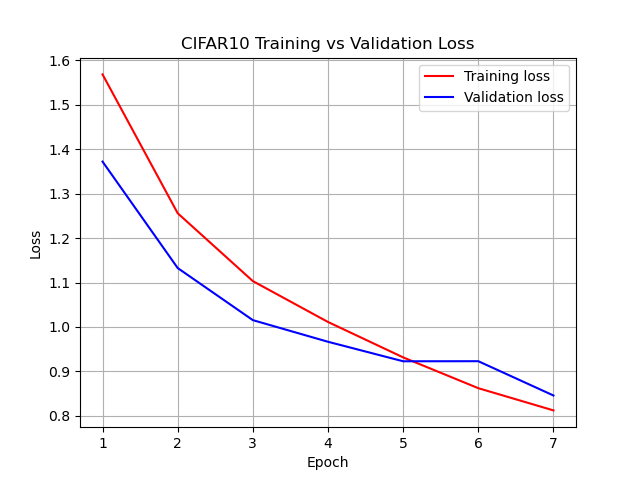 CIFAR10 Training vs Validation Loss
Training loss
Validation loss
1.6
1.5
1.4
1.3
1.2
1.1
1.0
0.9
0.8
Loss
1 2 3 4 5 6 7
Epoch